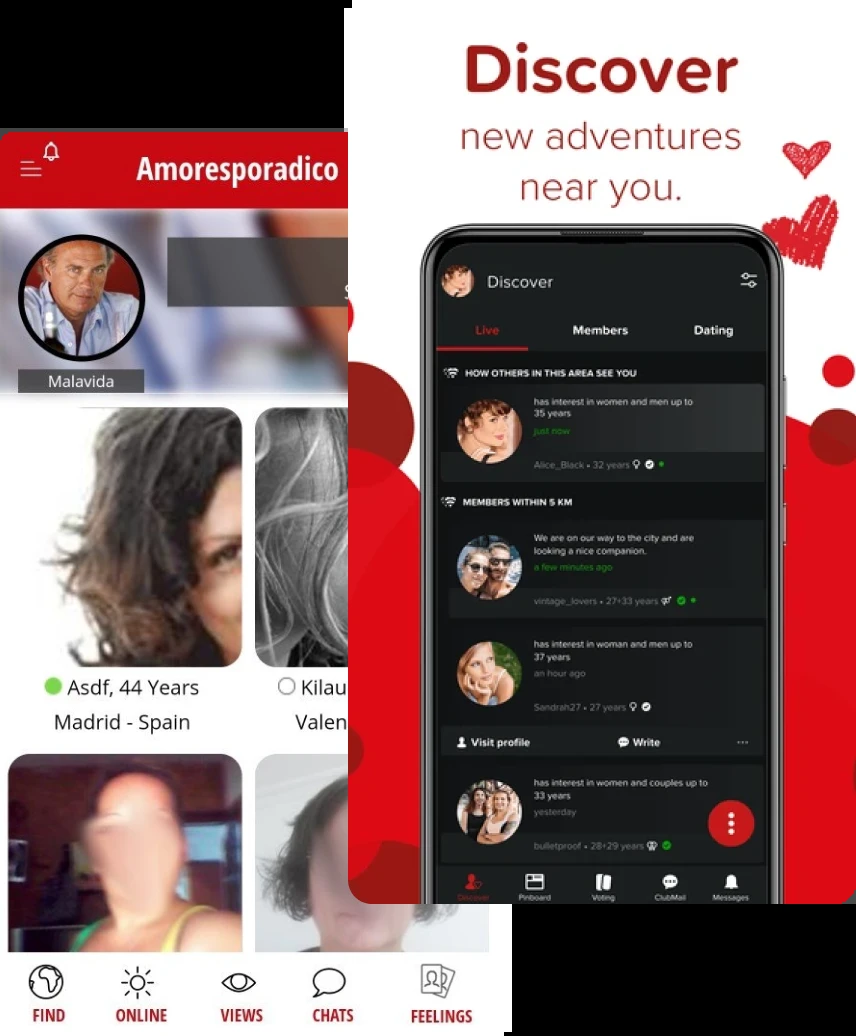 Discover
new adventures
near you.
Amoresporadico
Malavida
Asdf, 44 Years
Madrid - Spain
Kilau
Valen
FIND
ONLINE
VIEWS
CHATS
FEELINGS
Discover
Live Members Dating
HOW OTHERS IN THIS AREA SEE YOU
has interest in women and men up to
35 years
just now
Alice_Black • 32 years
MEMBERS WITHIN 5 KM
We are on our way to the city and are
looking a nice companion.
a few minutes ago
vintage_lovers • 27+33 years
has interest in woman and men up to
37 years
an hour ago
Sandrah27 • 27 years
Visit profile Write ...
has interest in women and couples up to
33 years
yesterday
bulletproof • 28+29 years
Discover Pinboard Voting ClubMail Messages